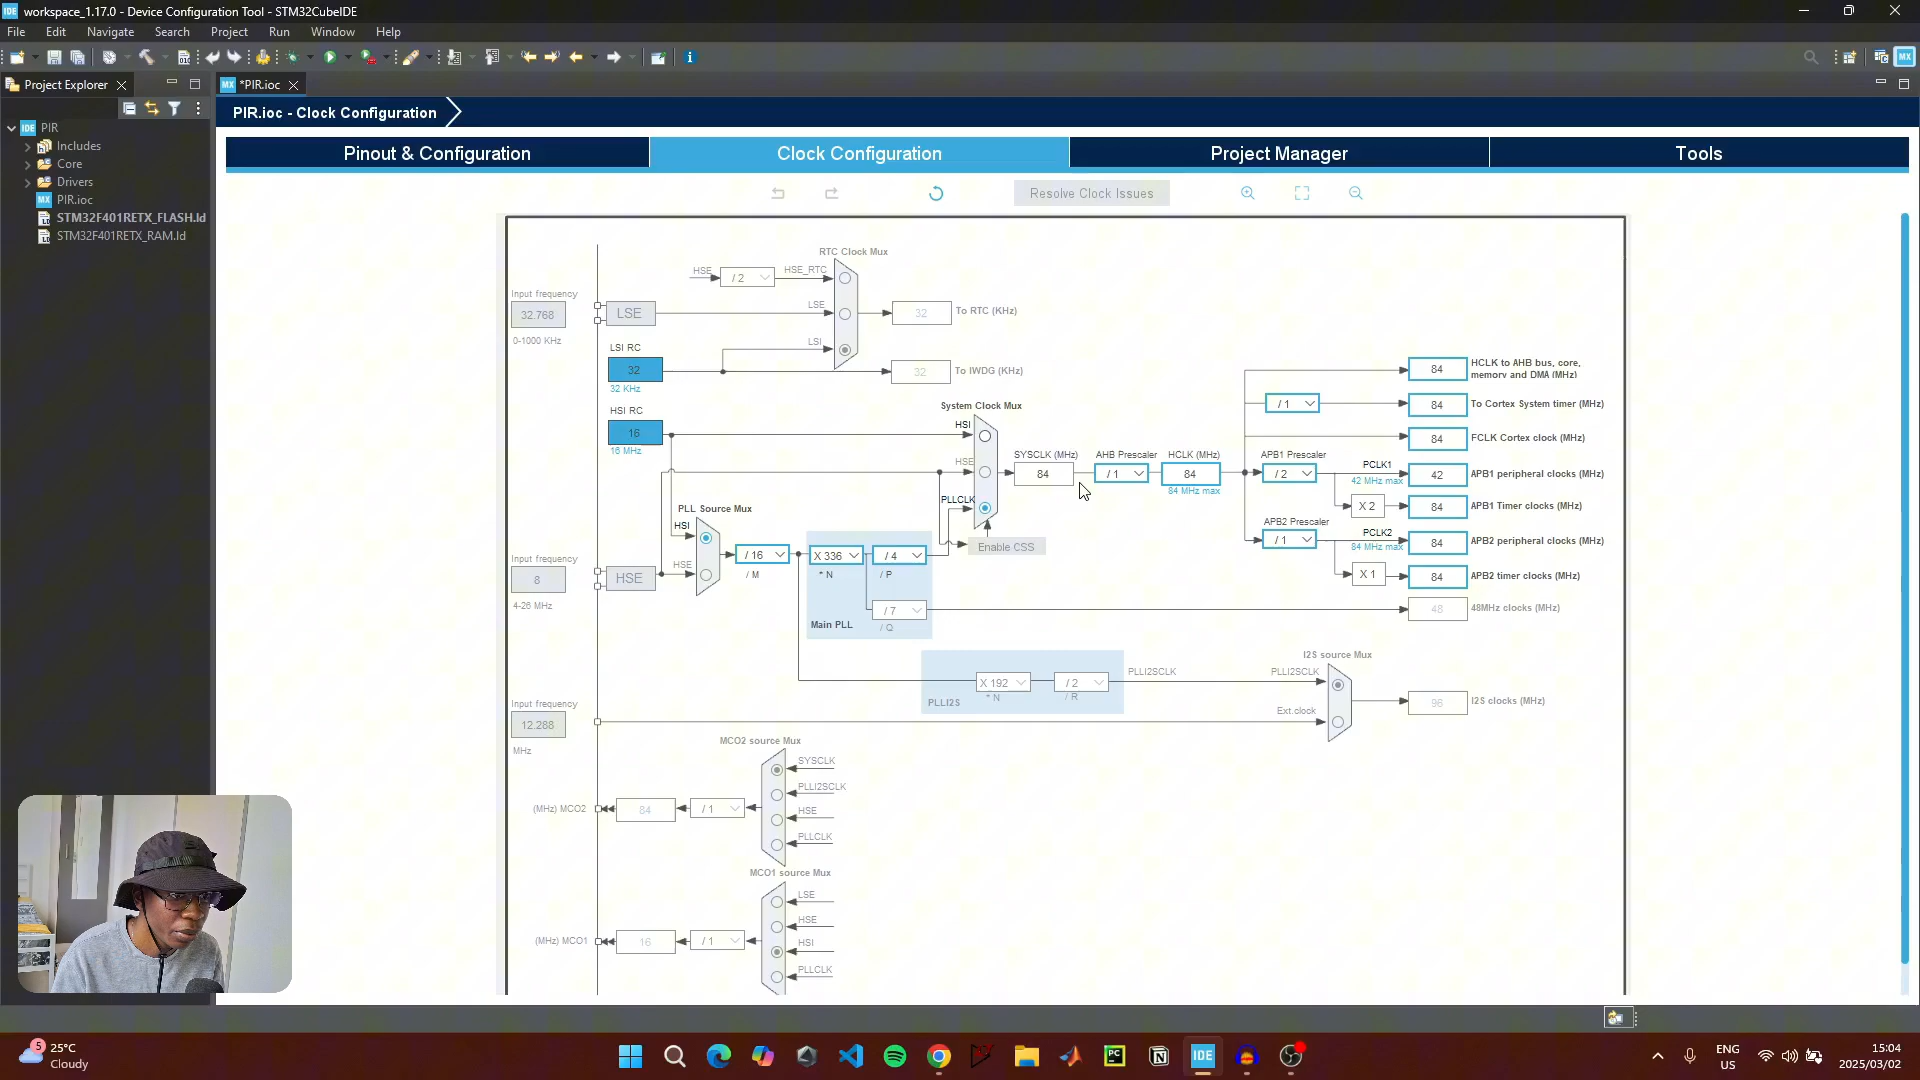 workspace_1.17.0 - Device Configuration Tool - STM32CubeIDE
File Edit Navigate Search Project Run Window Help
Project Explorer
*PIR.ioc
PIR
Includes
Core
Drivers
PIR.ioc
STM32F401RETX_FLASH.ld
STM32F401RETX_RAM.ld
PIR.ioc - Clock Configuration
Pinout & Configuration
Clock Configuration
Project Manager
Tools
Resolve Clock Issues
RTC Clock Mux
HSE
/ 2
HSE_RTC
Input frequency
32.768
0-1000 KHz
LSE
LSE
32
To RTC (KHz)
LSI RC
LSI
32
32 KHz
32
To IWDG (KHz)
HSI RC
16
16 MHz
System Clock Mux
HSI
HSE
PLLCLK
SYSCLK (MHz)
84
AHB Prescaler
/ 1
HCLK (MHz)
84
84 MHz max
84
HCLK to AHB bus, core,
memory and DMA (MHz)
/ 1
84
To Cortex System timer (MHz)
84
FCLK Cortex clock (MHz)
APB1 Prescaler
/ 2
PCLK1
42 MHz max
42
APB1 peripheral clocks (MHz)
X 2
84
APB1 Timer clocks (MHz)
APB2 Prescaler
/ 1
PCLK2
84 MHz max
84
APB2 peripheral clocks (MHz)
X 1
84
APB2 timer clocks (MHz)
PLL Source Mux
HSI
HSE
/ 16
/ M
X 336
* N
/ 4
/ P
Enable CSS
Input frequency
8
4-26 MHz
HSE
/ 7
/ Q
Main PLL
48
48MHz clocks (MHz)
I2S source Mux
PLLI2SCLK
PLLI2SCLK
X 192
* N
/ 2
/ R
PLLI2S
96
I2S clocks (MHz)
Input frequency
12.288
MHz
Ext.clock
MCO2 source Mux
SYSCLK
PLLI2SCLK
HSE
PLLCLK
(MHz) MCO2
84
/ 1
MCO1 source Mux
LSE
HSE
HSI
PLLCLK
(MHz) MCO1
16
/ 1
5
25°C
Cloudy
IDE
PC
ENG
US
15:04
2025/03/02